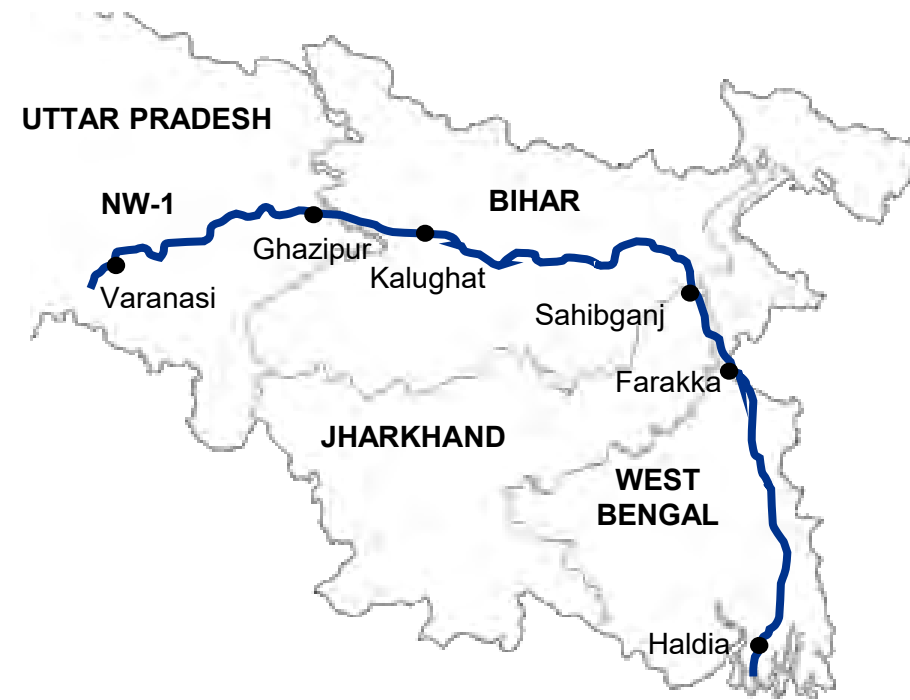 UTTAR PRADESH
NW-1
BIHAR
Ghazipur
Kalughat
Varanasi
Sahibganj
Farakka
JHARKHAND
WEST
BENGAL
Haldia